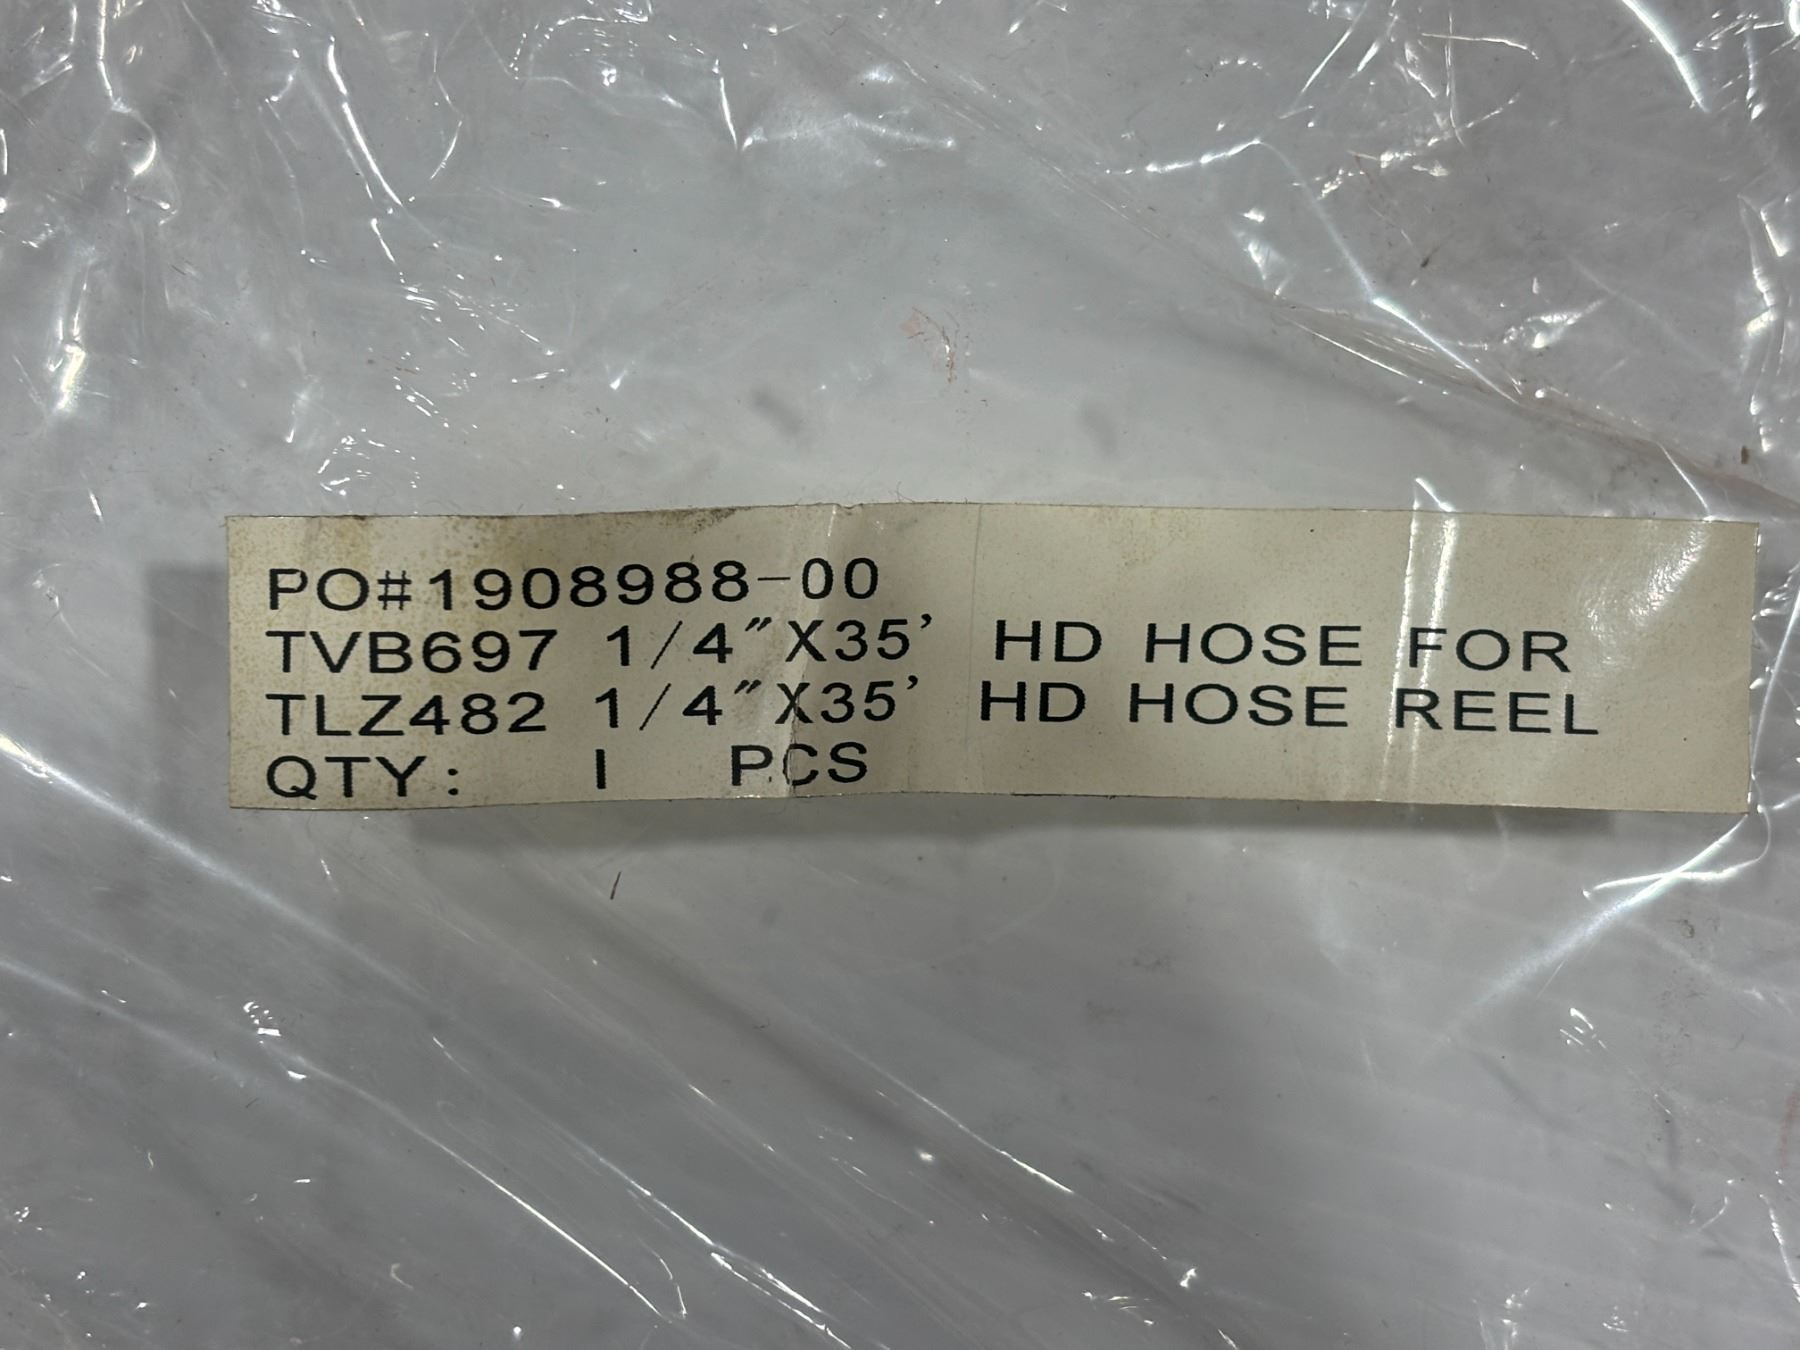 PO#1908988-00
TVB697 1/4"X35' HD HOSE FOR
TLZ482 1/4"X35' HD HOSE REEL
QTY: 1 PCS